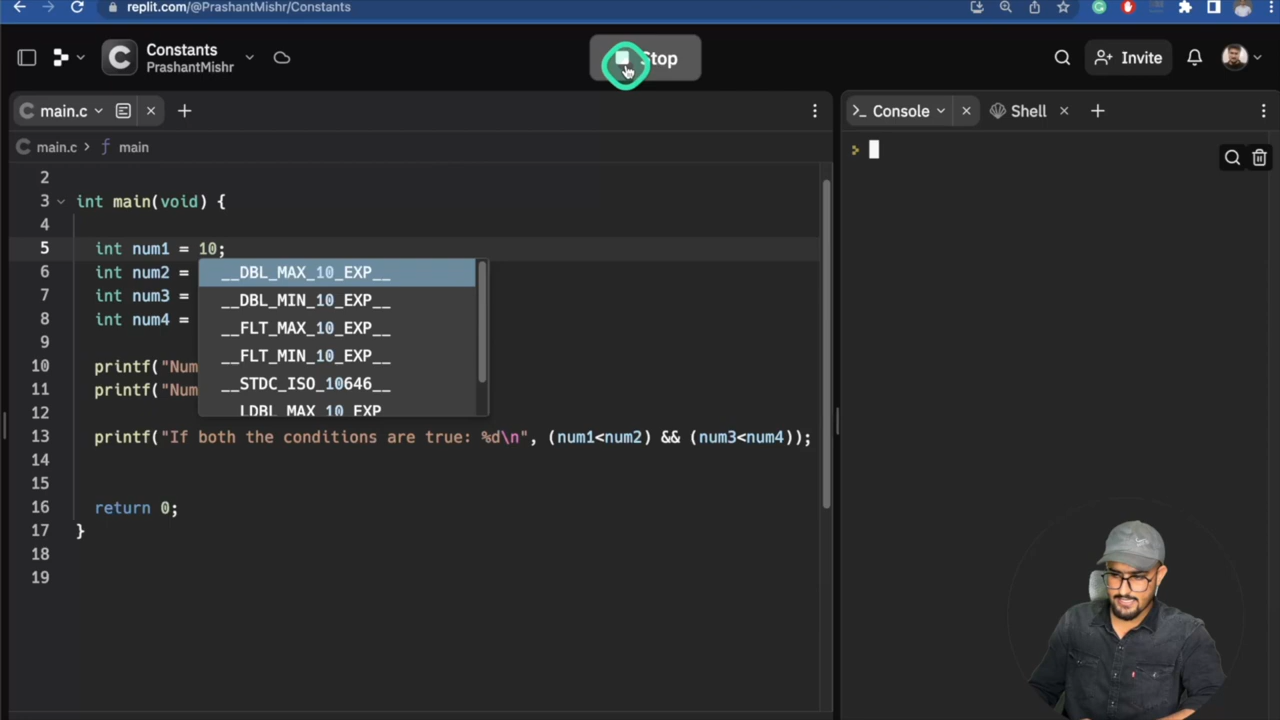 replit.com/@PrashantMishr/Constants
Constants
PrashantMishr
Stop
Invite
main.c
Console
Shell
main.c > f main
2
3 int main(void) {
4
5 int num1 = 10;
6 int num2 =
7 int num3 =
8 int num4 =
9
10 printf("Num
11 printf("Num
12
13 printf("If both the conditions are true: %d\n", (num1<num2) && (num3<num4));
14
15
16 return 0;
17 }
18
19
__DBL_MAX_10_EXP__
__DBL_MIN_10_EXP__
__FLT_MAX_10_EXP__
__FLT_MIN_10_EXP__
__STDC_ISO_10646__
LDBL_MAX_10_EXP